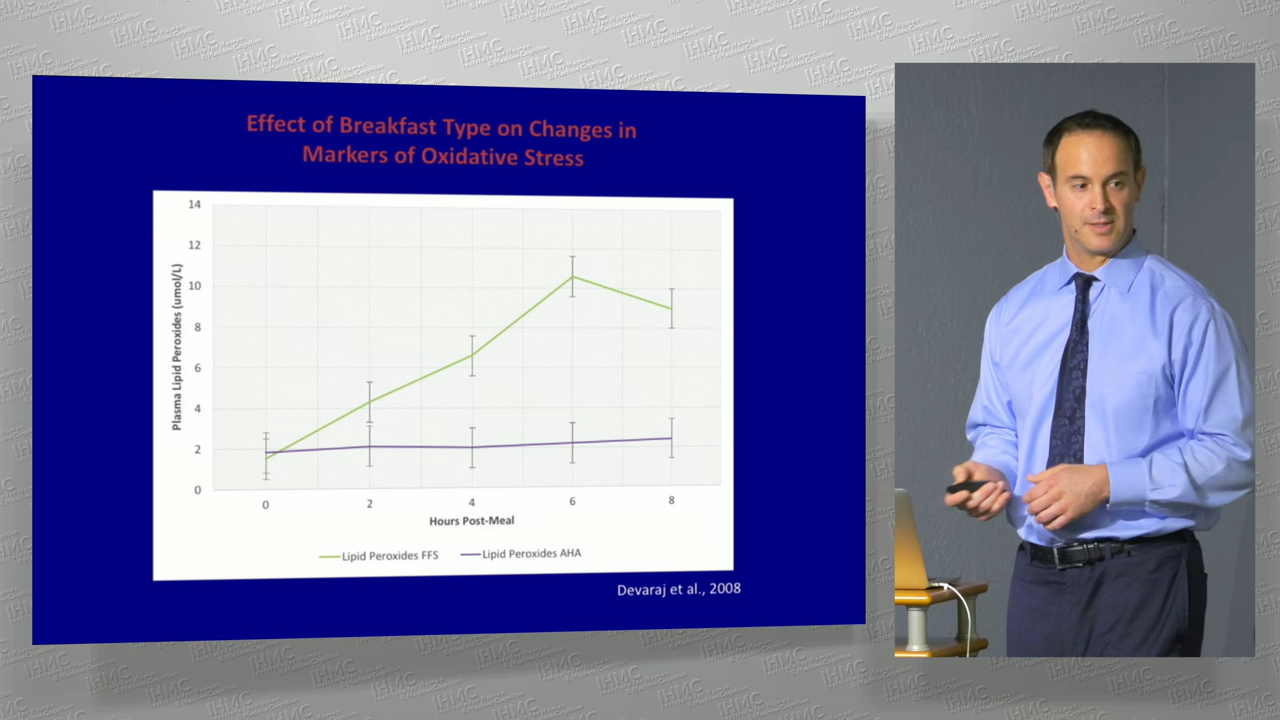 Effect of Breakfast Type on Changes in
Markers of Oxidative Stress
14
12
10
8
6
4
2
0
Plasma Lipid Peroxides (umol/L)
0 2 4 6 8
Hours Post-Meal
Lipid Peroxides FFS Lipid Peroxides AHA
Devaraj et al., 2008
IHMC